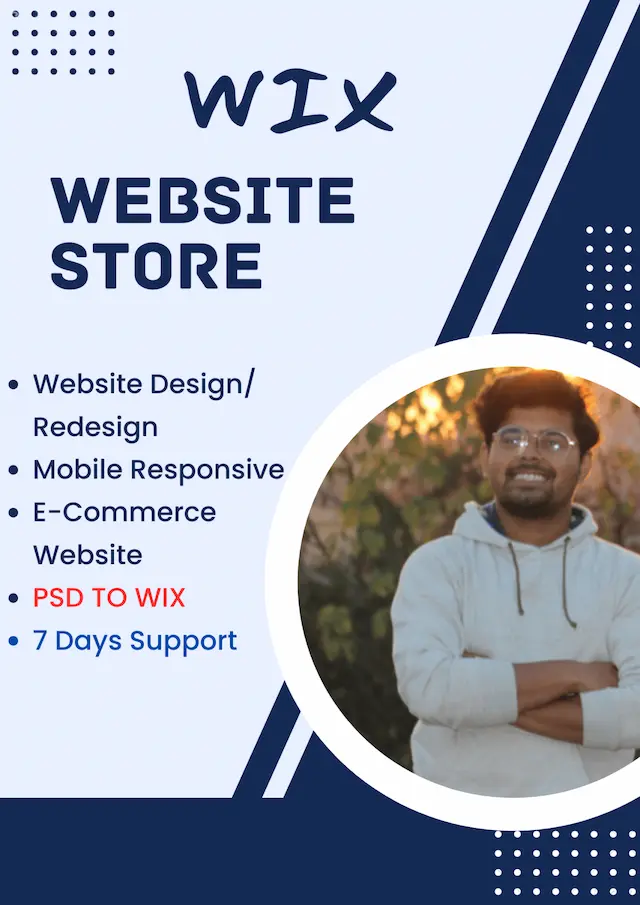 WIX
WEBSITE
STORE
Website Design/
Redesign
Mobile Responsive
E-Commerce
Website
PSD TO WIX
7 Days Support